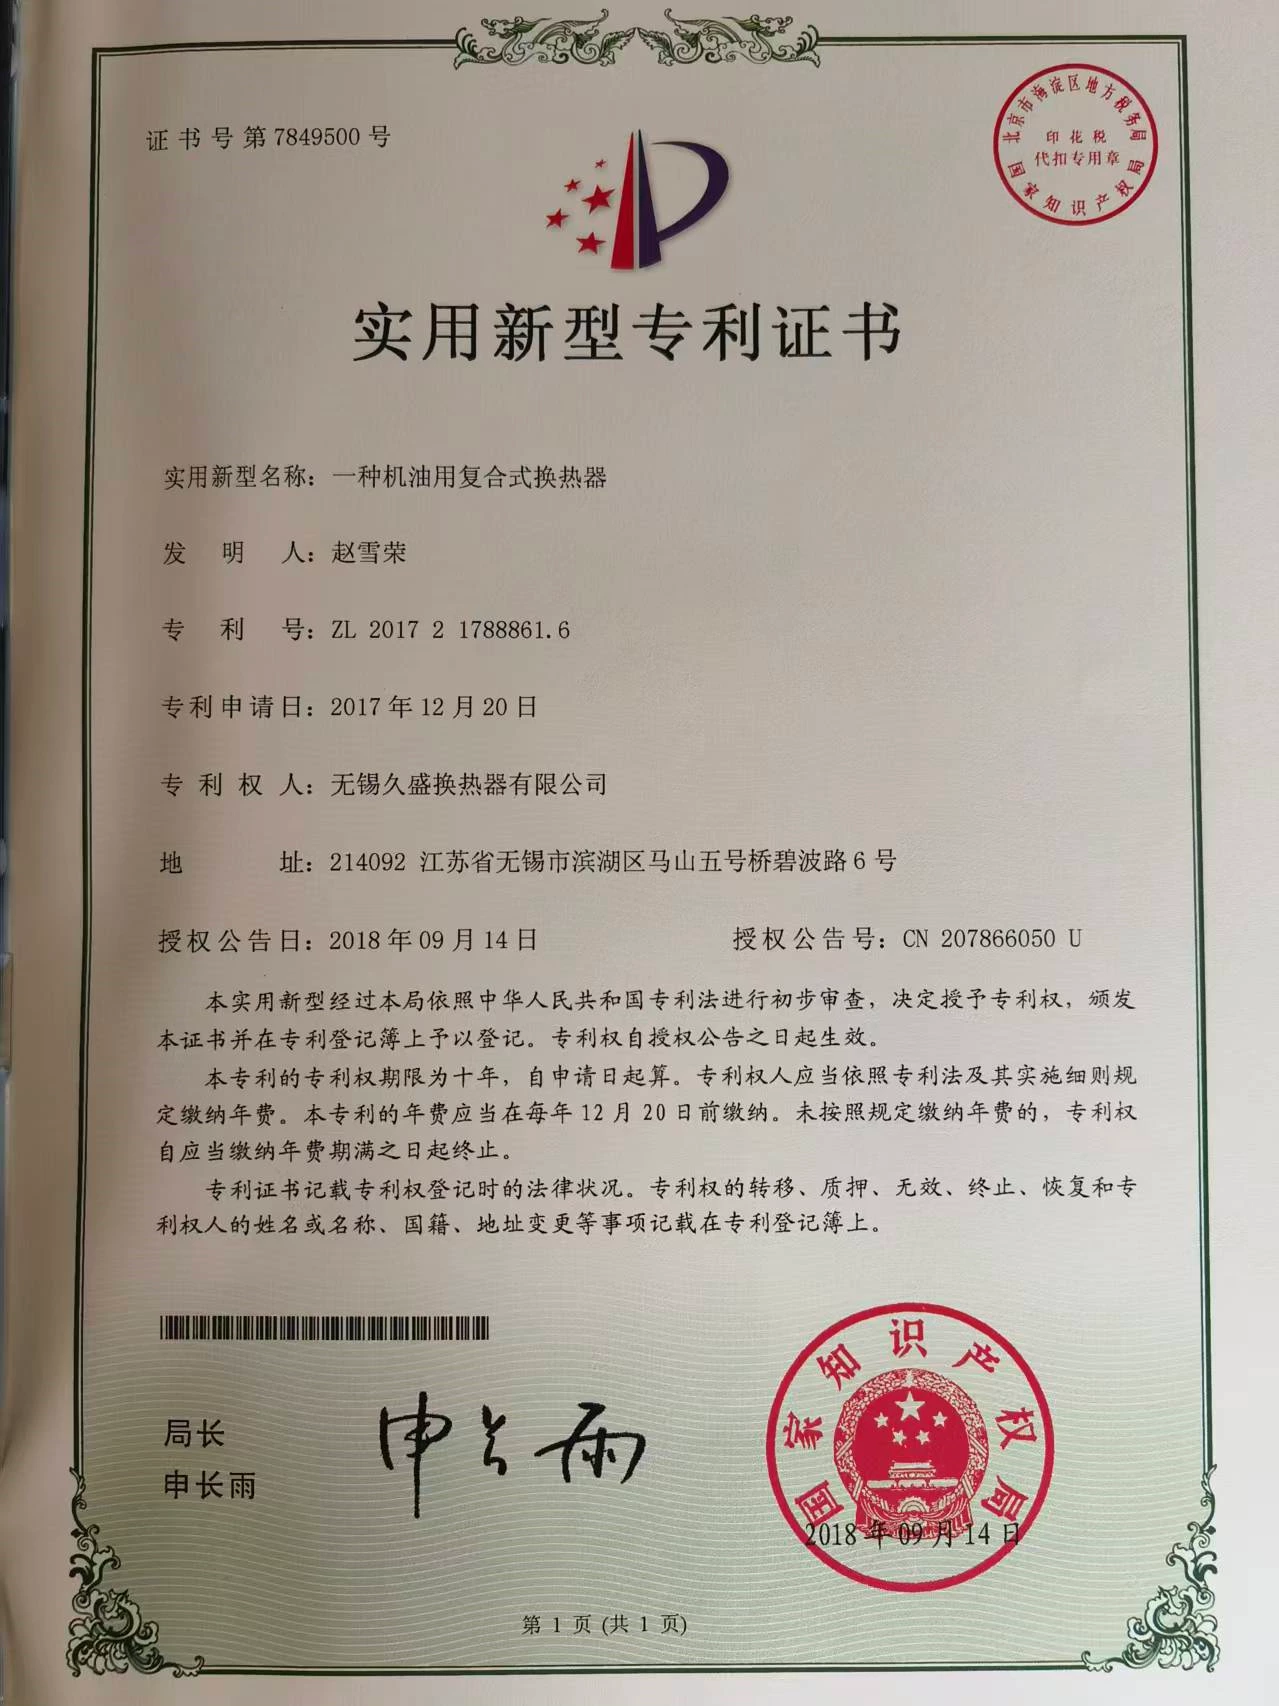 证书号第7849500号
北京市海淀区地方税务局
印花税
代扣专用章
国家知识产权局
实用新型专利证书
实用新型名称：一种机油用复合式换热器
发明人：赵雪荣
专利号：ZL 2017 2 1788861.6
专利申请日：2017年12月20日
专利权人：无锡久盛换热器有限公司
地址：214092 江苏省无锡市滨湖区马山五号桥碧波路6号
授权公告日：2018年09月14日 授权公告号：CN 207866050 U
本实用新型经过本局依照中华人民共和国专利法进行初步审查，决定授予专利权，颁发
本证书并在专利登记簿上予以登记。专利权自授权公告之日起生效。
本专利的专利权期限为十年，自申请日起算。专利权人应当依照专利法及其实施细则规
定缴纳年费。本专利的年费应当在每年12月20日前缴纳。未按照规定缴纳年费的，专利权
自应当缴纳年费期满之日起终止。
专利证书记载专利权登记时的法律状况。专利权的转移、质押、无效、终止、恢复和专
利权人的姓名或名称、国籍、地址变更等事项记载在专利登记簿上。
局长
申长雨
申长雨
国家知识产权局
2018年09月14日
第 1 页 (共 1 页)